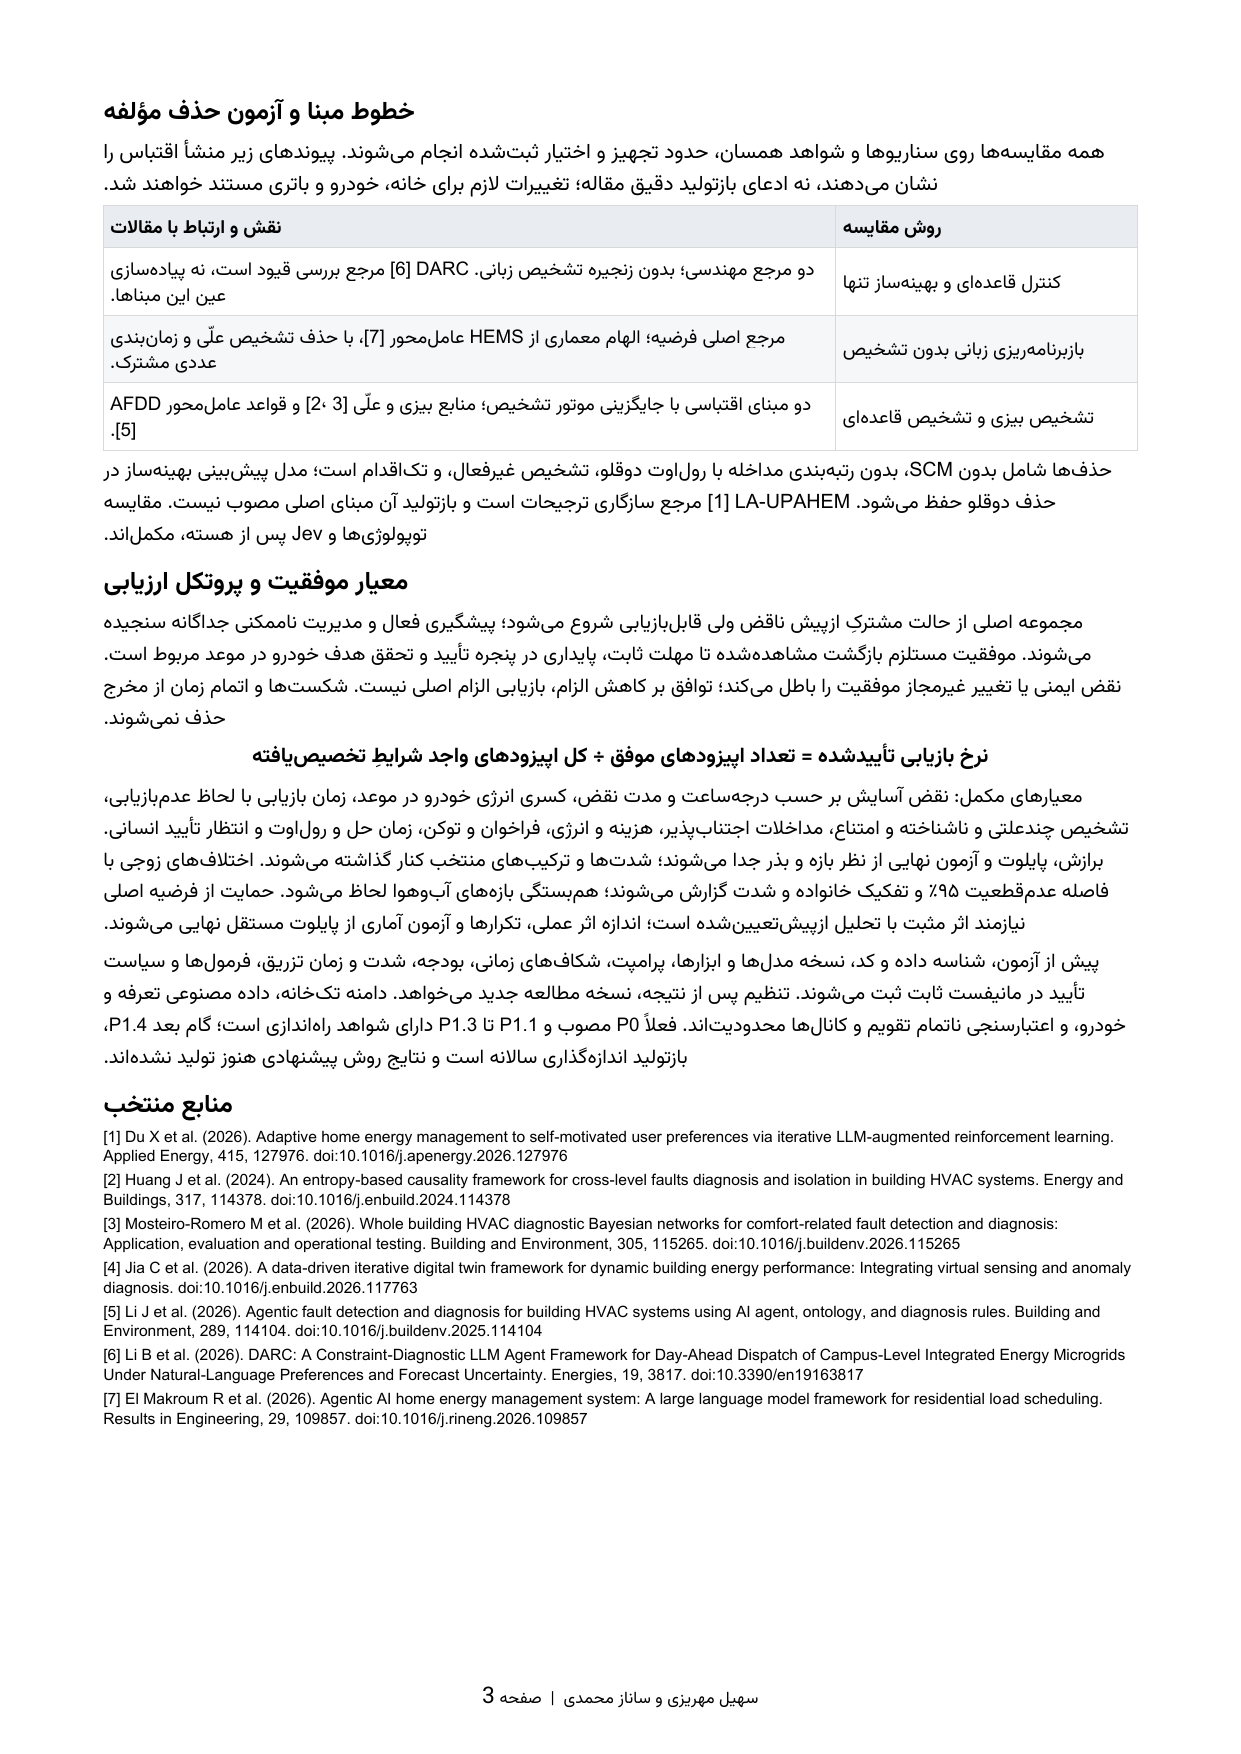 خطوط مبنا و آزمون حذف مؤلفه
همه مقایسه‌ها روی سناریوها و شواهد همسان، حدود تجهیز و اختیار ثبت‌شده انجام می‌شوند. پیوندهای زیر منشأ اقتباس را
نشان می‌دهند، نه ادعای بازتولید دقیق مقاله؛ تغییرات لازم برای خانه، خودرو و باتری مستند خواهند شد.
روش مقایسه
نقش و ارتباط با مقالات
کنترل قاعده‌ای و بهینه‌ساز تنها
دو مرجع مهندسی؛ بدون زنجیره تشخیص زبانی. DARC [6] مرجع بررسی قیود است، نه پیاده‌سازی
عین این مبناها.
بازبرنامه‌ریزی زبانی بدون تشخیص
مرجع اصلی فرضیه؛ الهام معماری از HEMS عامل‌محور [7]، با حذف تشخیص علّی و زمان‌بندی
عددی مشترک.
تشخیص بیزی و تشخیص قاعده‌ای
دو مبنای اقتباسی با جایگزینی موتور تشخیص؛ منابع بیزی و علّی [2، 3] و قواعد عامل‌محور AFDD
[5].
حذف‌ها شامل بدون SCM، بدون رتبه‌بندی مداخله با رول‌اوت دوقلو، تشخیص غیرفعال، و تک‌اقدام است؛ مدل پیش‌بینی بهینه‌ساز در
حذف دوقلو حفظ می‌شود. LA-UPAHEM [1] مرجع سازگاری ترجیحات است و بازتولید آن مبنای اصلی مصوب نیست. مقایسه
توپولوژی‌ها و Jev پس از هسته، مکمل‌اند.
معیار موفقیت و پروتکل ارزیابی
مجموعه اصلی از حالت مشترکِ ازپیش ناقض ولی قابل‌بازیابی شروع می‌شود؛ پیشگیری فعال و مدیریت ناممکنی جداگانه سنجیده
می‌شوند. موفقیت مستلزم بازگشت مشاهده‌شده تا مهلت ثابت، پایداری در پنجره تأیید و تحقق هدف خودرو در موعد مربوط است.
نقض ایمنی یا تغییر غیرمجاز موفقیت را باطل می‌کند؛ توافق بر کاهش الزام، بازیابی الزام اصلی نیست. شکست‌ها و اتمام زمان از مخرج
حذف نمی‌شوند.
نرخ بازیابی تأییدشده = تعداد اپیزودهای موفق ÷ کل اپیزودهای واجد شرایطِ تخصیص‌یافته
معیارهای مکمل: نقض آسایش بر حسب درجه‌ساعت و مدت نقض، کسری انرژی خودرو در موعد، زمان بازیابی با لحاظ عدم‌بازیابی،
تشخیص چندعلتی و ناشناخته و امتناع، مداخلات اجتناب‌پذیر، هزینه و انرژی، فراخوان و توکن، زمان حل و رول‌اوت و انتظار تأیید انسانی.
برازش، پایلوت و آزمون نهایی از نظر بازه و بذر جدا می‌شوند؛ شدت‌ها و ترکیب‌های منتخب کنار گذاشته می‌شوند. اختلاف‌های زوجی با
فاصله عدم‌قطعیت ۹۵٪ و تفکیک خانواده و شدت گزارش می‌شوند؛ هم‌بستگی بازه‌های آب‌وهوا لحاظ می‌شود. حمایت از فرضیه اصلی
نیازمند اثر مثبت با تحلیل ازپیش‌تعیین‌شده است؛ اندازه اثر عملی، تکرارها و آزمون آماری از پایلوت مستقل نهایی می‌شوند.
پیش از آزمون، شناسه داده و کد، نسخه مدل‌ها و ابزارها، پرامپت، شکاف‌های زمانی، بودجه، شدت و زمان تزریق، فرمول‌ها و سیاست
تأیید در مانیفست ثابت ثبت می‌شوند. تنظیم پس از نتیجه، نسخه مطالعه جدید می‌خواهد. دامنه تک‌خانه، داده مصنوعی تعرفه و
خودرو، و اعتبارسنجی ناتمام تقویم و کانال‌ها محدودیت‌اند. فعلاً P0 مصوب و P1.1 تا P1.3 دارای شواهد راه‌اندازی است؛ گام بعد P1.4،
بازتولید اندازه‌گذاری سالانه است و نتایج روش پیشنهادی هنوز تولید نشده‌اند.
منابع منتخب
[1] Du X et al. (2026). Adaptive home energy management to self-motivated user preferences via iterative LLM-augmented reinforcement learning.
Applied Energy, 415, 127976. doi:10.1016/j.apenergy.2026.127976
[2] Huang J et al. (2024). An entropy-based causality framework for cross-level faults diagnosis and isolation in building HVAC systems. Energy and
Buildings, 317, 114378. doi:10.1016/j.enbuild.2024.114378
[3] Mosteiro-Romero M et al. (2026). Whole building HVAC diagnostic Bayesian networks for comfort-related fault detection and diagnosis:
Application, evaluation and operational testing. Building and Environment, 305, 115265. doi:10.1016/j.buildenv.2026.115265
[4] Jia C et al. (2026). A data-driven iterative digital twin framework for dynamic building energy performance: Integrating virtual sensing and anomaly
diagnosis. doi:10.1016/j.enbuild.2026.117763
[5] Li J et al. (2026). Agentic fault detection and diagnosis for building HVAC systems using AI agent, ontology, and diagnosis rules. Building and
Environment, 289, 114104. doi:10.1016/j.buildenv.2025.114104
[6] Li B et al. (2026). DARC: A Constraint-Diagnostic LLM Agent Framework for Day-Ahead Dispatch of Campus-Level Integrated Energy Microgrids
Under Natural-Language Preferences and Forecast Uncertainty. Energies, 19, 3817. doi:10.3390/en19163817
[7] El Makroum R et al. (2026). Agentic AI home energy management system: A large language model framework for residential load scheduling.
Results in Engineering, 29, 109857. doi:10.1016/j.rineng.2026.109857
سهیل مهریزی و ساناز محمدی | صفحه 3